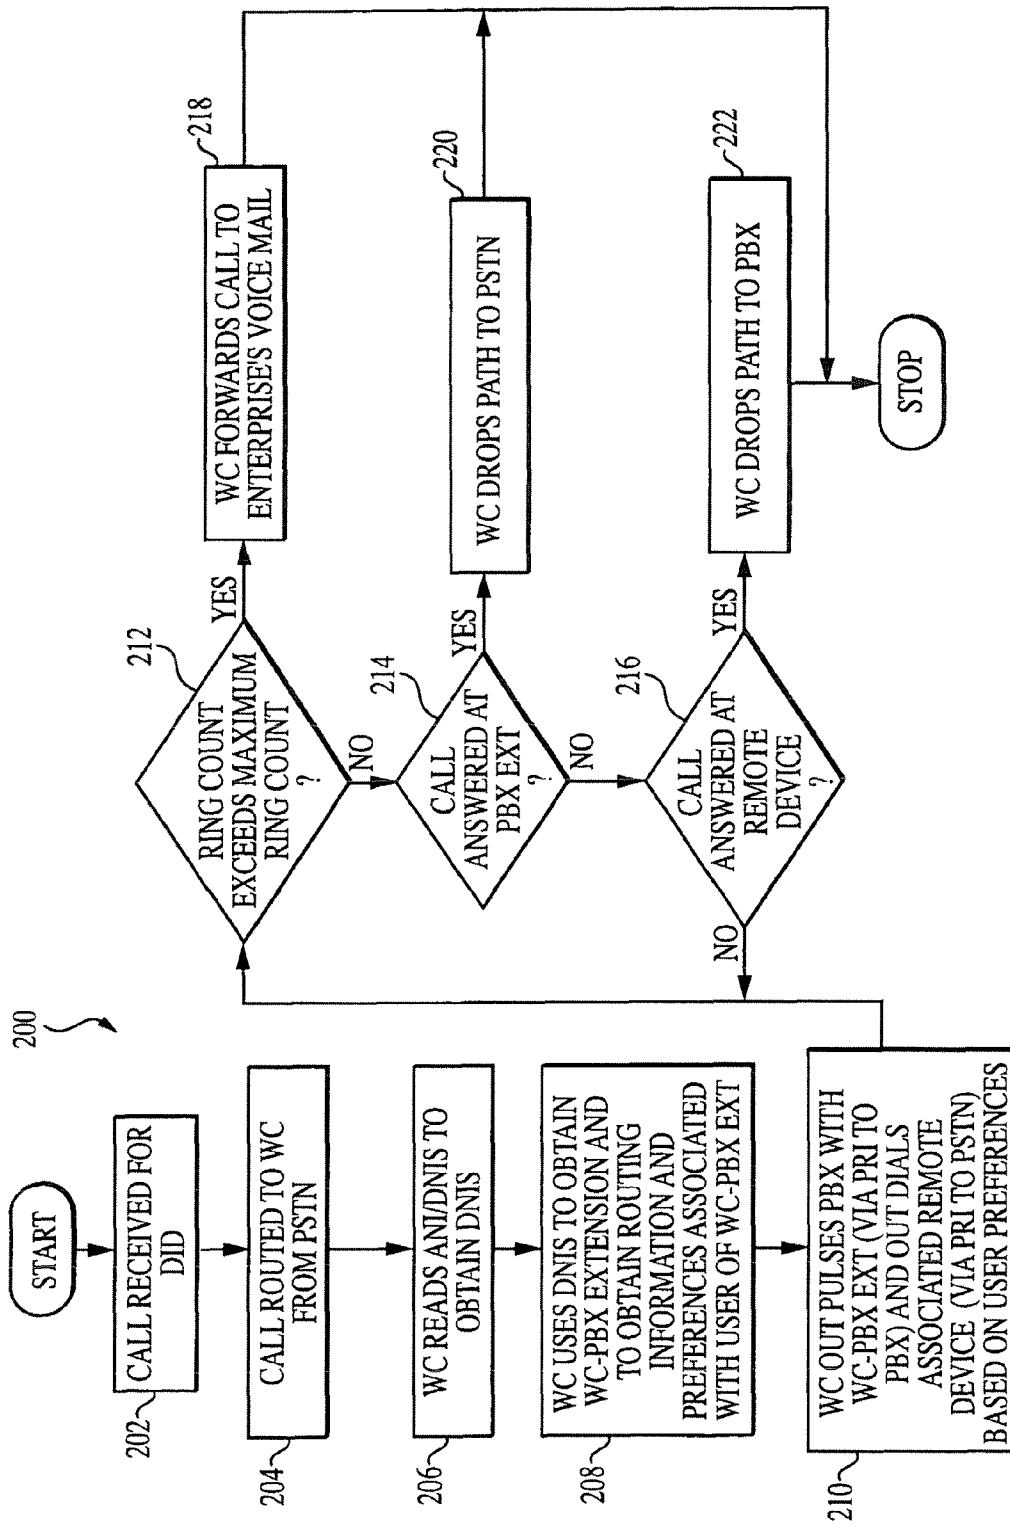 200
START
CALL RECEIVED FOR
DID
202
CALL ROUTED TO WC
FROM PSTN
204
WC READS ANI/DNIS TO
OBTAIN DNIS
206
WC USES DNIS TO OBTAIN
WC-PBX EXTENSION AND
TO OBTAIN ROUTING
INFORMATION AND
PREFERENCES ASSOCIATED
WITH USER OF WC-PBX EXT
208
WC OUT PULSES PBX WITH
WC-PBX EXT (VIA PRI TO
PBX) AND OUT DIALS
ASSOCIATED REMOTE
DEVICE (VIA PRI TO PSTN)
BASED ON USER PREFERENCES
210
212
RING COUNT
EXCEEDS MAXIMUM
RING COUNT
?
YES
NO
218
WC FORWARDS CALL TO
ENTERPRISE'S VOICE MAIL
214
CALL
ANSWERED AT
PBX EXT
?
YES
NO
220
WC DROPS PATH TO PSTN
216
CALL
ANSWERED AT
REMOTE
DEVICE
?
YES
NO
222
WC DROPS PATH TO PBX
STOP